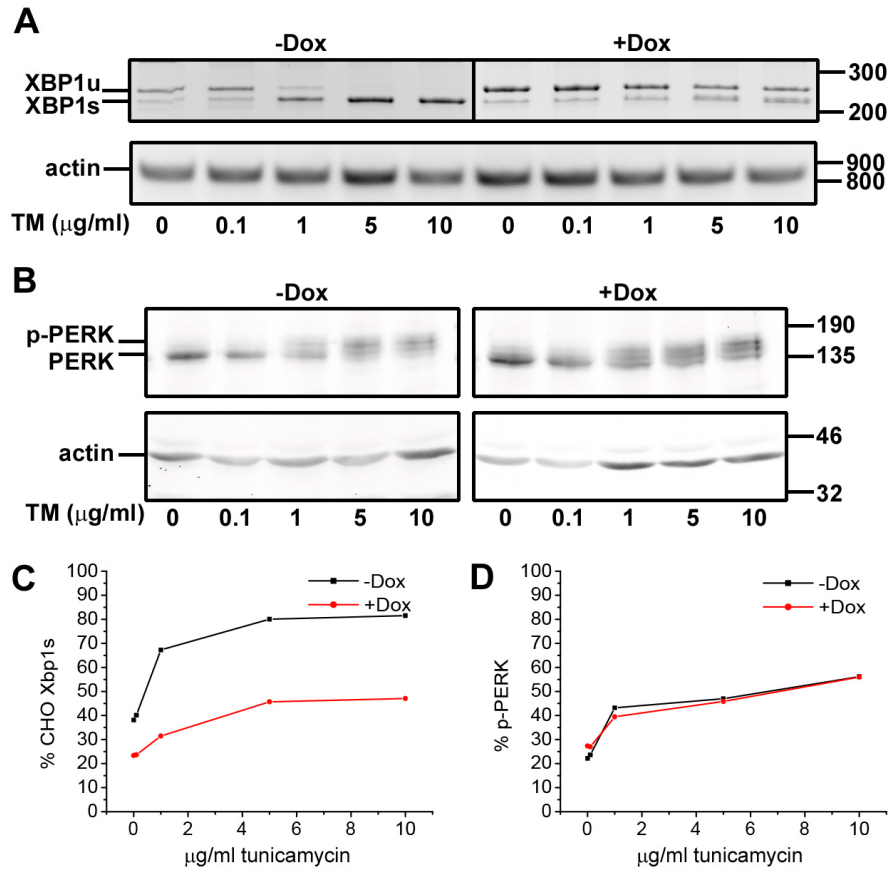 A
-Dox +Dox
XBP1u
XBP1s
300
200
actin
900
800
TM (µg/ml) 0 0.1 1 5 10 0 0.1 1 5 10
B
-Dox +Dox
p-PERK
PERK
190
135
actin
46
32
TM (µg/ml) 0 0.1 1 5 10 0 0.1 1 5 10
C
100
90
80
70
60
50
40
30
20
10
0
% CHO Xbp1s
-Dox
+Dox
0 2 4 6 8 10
µg/ml tunicamycin
D
100
90
80
70
60
50
40
30
20
10
0
% p-PERK
-Dox
+Dox
0 2 4 6 8 10
µg/ml tunicamycin